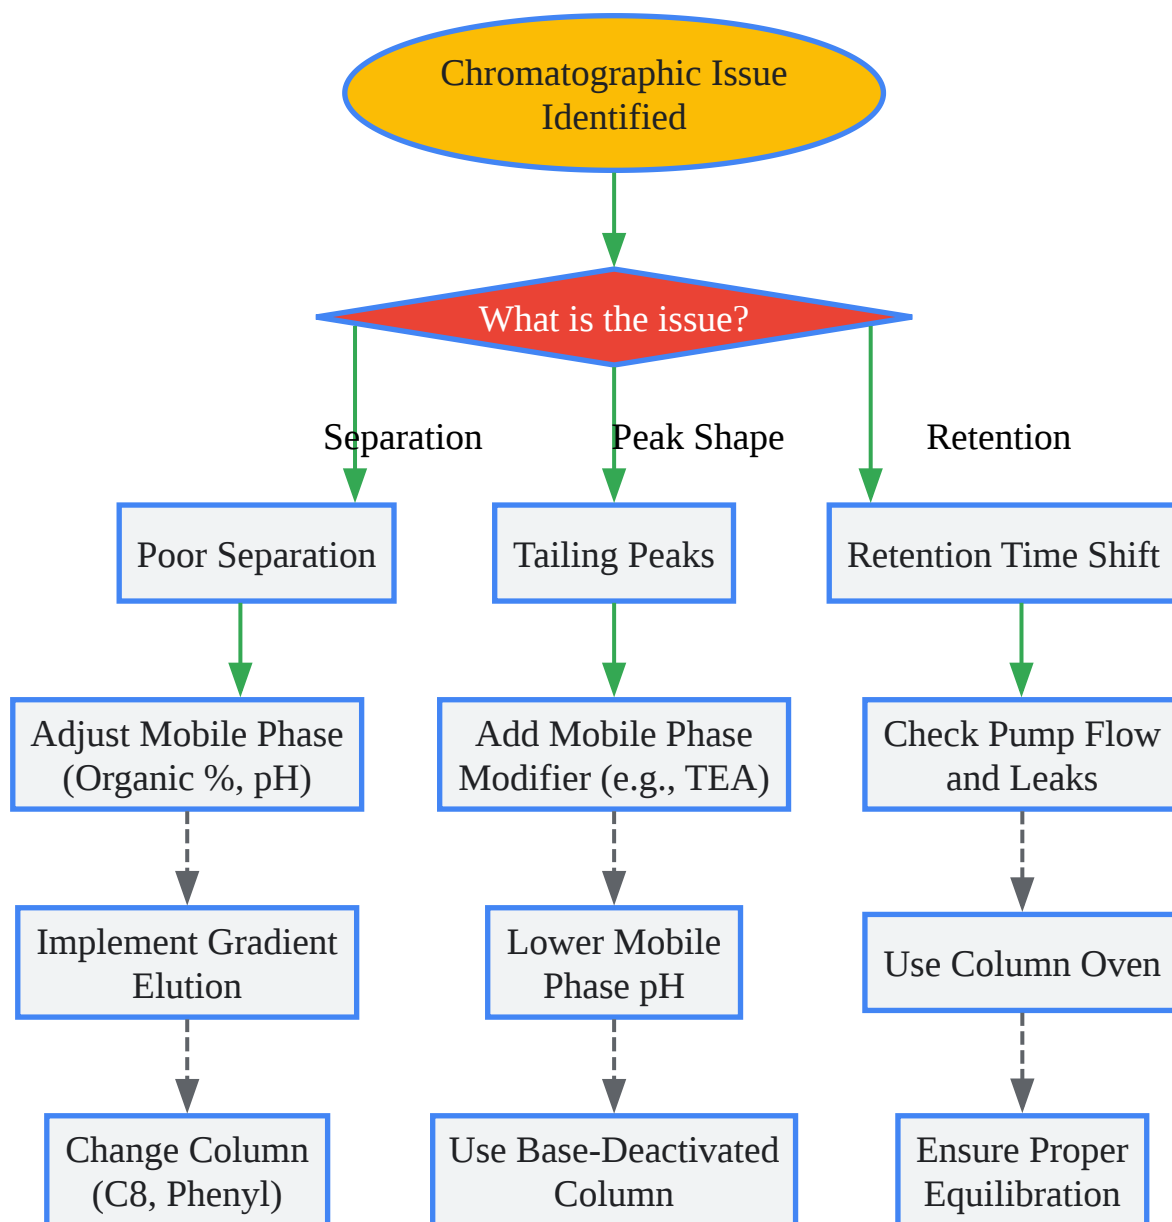 Chromatographic Issue
Identified
What is the issue?
Separation
Peak Shape
Retention
Poor Separation
Tailing Peaks
Retention Time Shift
Adjust Mobile Phase
(Organic %, pH)
Add Mobile Phase
Modifier (e.g., TEA)
Check Pump Flow
and Leaks
Implement Gradient
Elution
Lower Mobile
Phase pH
Use Column Oven
Change Column
(C8, Phenyl)
Use Base-Deactivated
Column
Ensure Proper
Equilibration